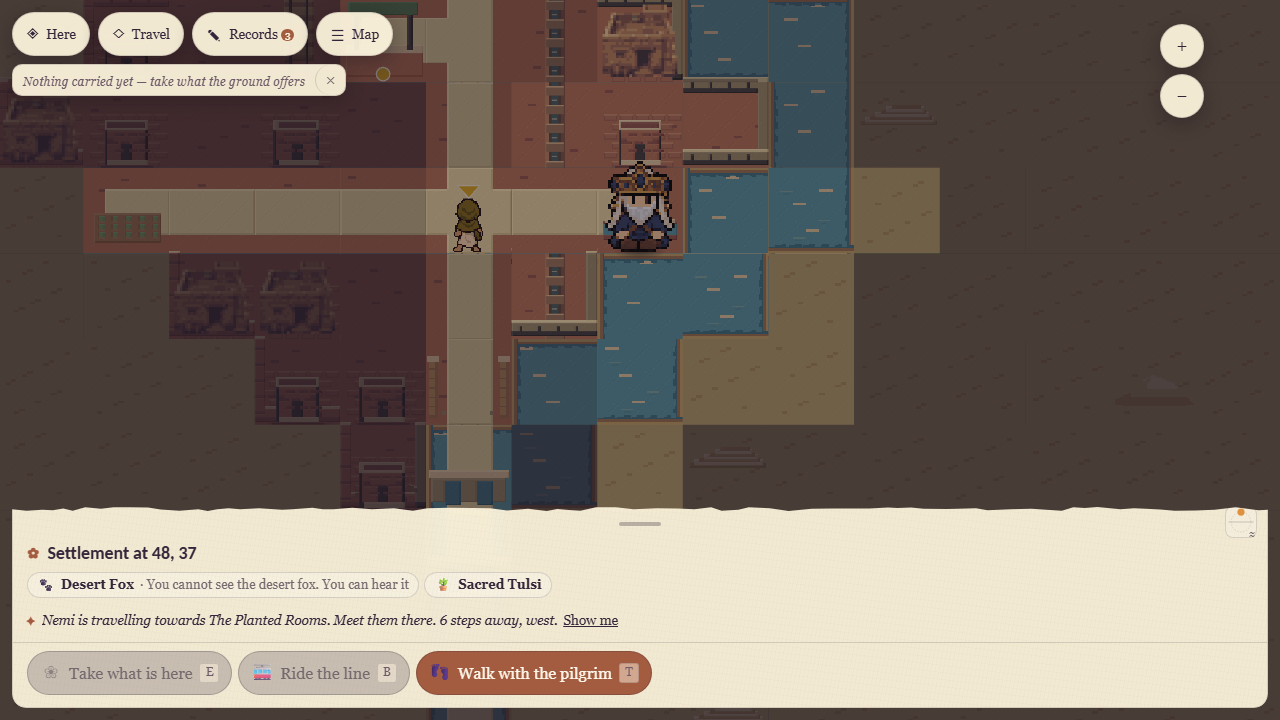 Here
Travel
Records 3
Map
Nothing carried yet — take what the ground offers ×
+
−
Settlement at 48, 37
Desert Fox · You cannot see the desert fox. You can hear it
Sacred Tulsi
Nemi is travelling towards The Planted Rooms. Meet them there. 6 steps away, west. Show me
Take what is here E
Ride the line B
Walk with the pilgrim T